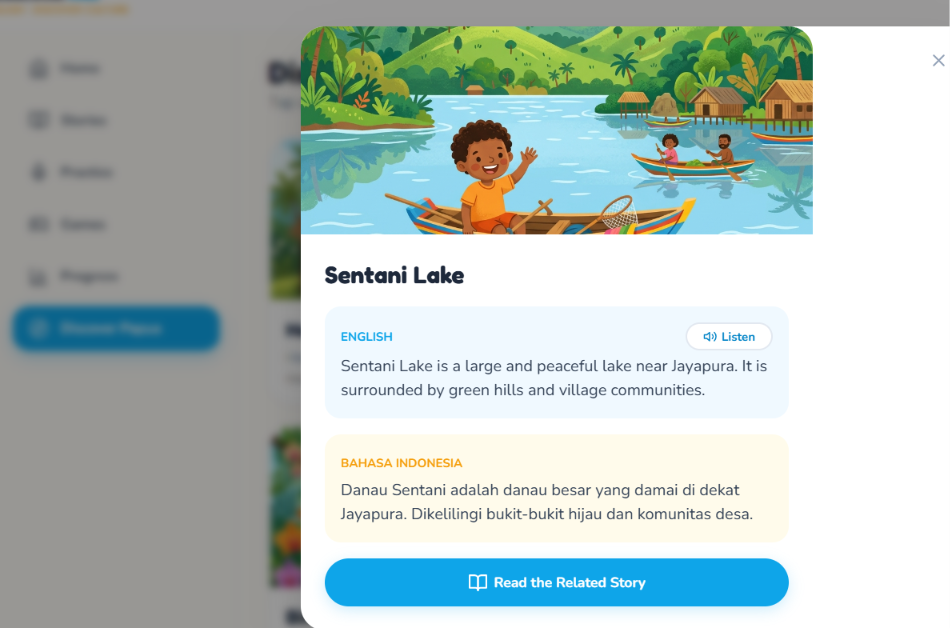 Home
Stories
Practice
Games
Progress
Discover Papua
Sentani Lake
ENGLISH
Listen
Sentani Lake is a large and peaceful lake near Jayapura. It is
surrounded by green hills and village communities.
BAHASA INDONESIA
Danau Sentani adalah danau besar yang damai di dekat
Jayapura. Dikelilingi bukit-bukit hijau dan komunitas desa.
Read the Related Story